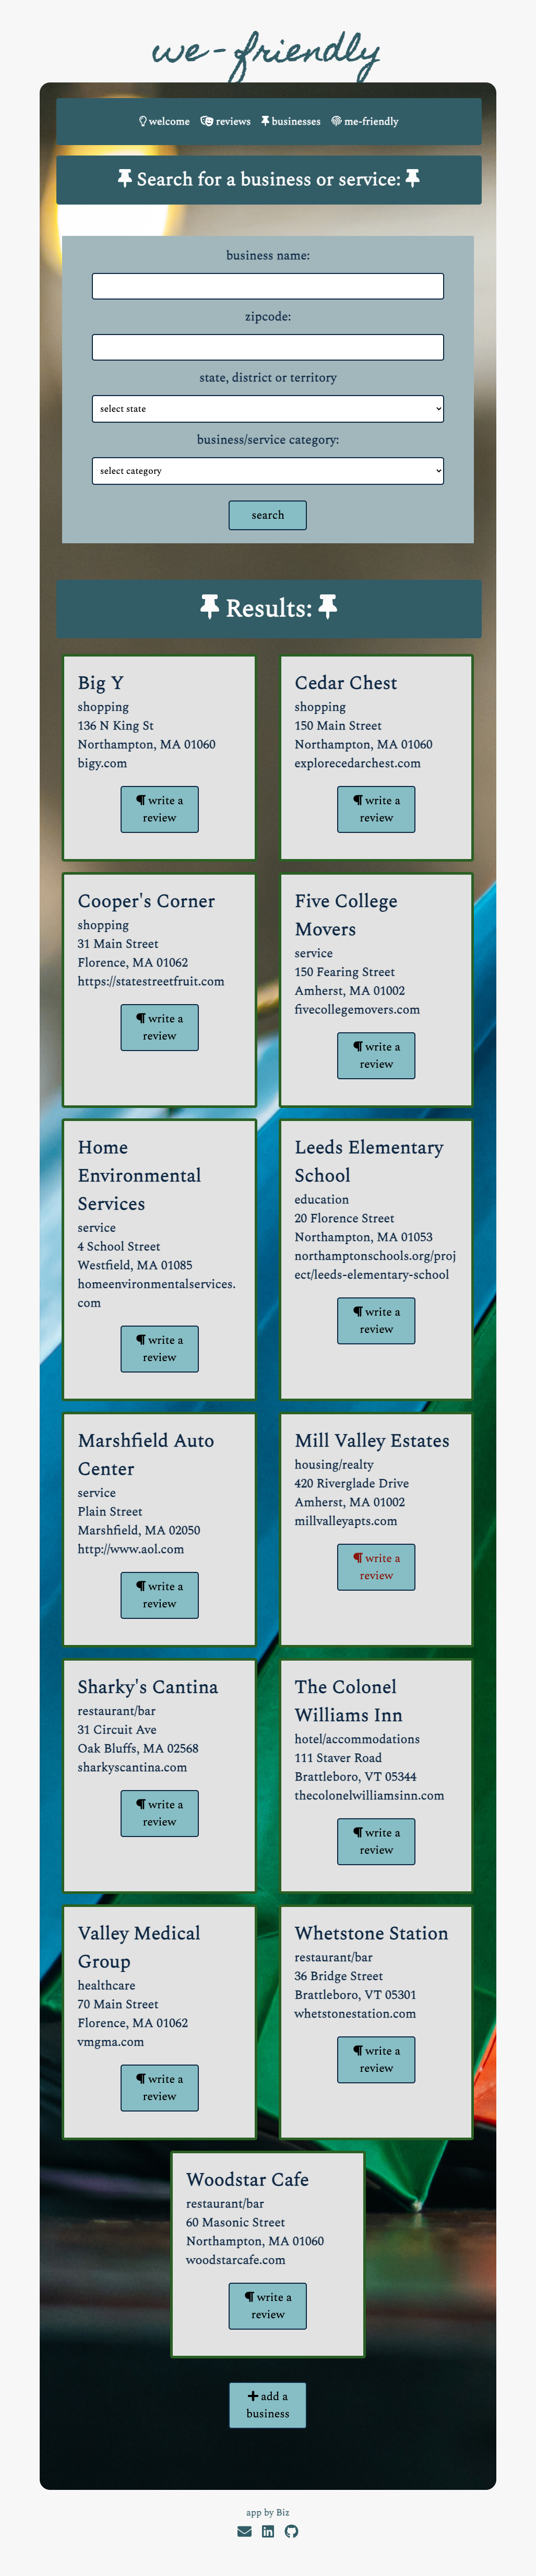 we-friendly
welcome reviews businesses me-friendly
Search for a business or service:
business name:
zipcode:
state, district or territory
select state
business/service category:
select category
search
Results:
Big Y
shopping
136 N King St
Northampton, MA 01060
bigy.com
¶ write a
review
Cedar Chest
shopping
150 Main Street
Northampton, MA 01060
explorecedarchest.com
¶ write a
review
Cooper's Corner
shopping
31 Main Street
Florence, MA 01062
https://statestreetfruit.com
¶ write a
review
Five College
Movers
service
150 Fearing Street
Amherst, MA 01002
fivecollegemovers.com
¶ write a
review
Home
Environmental
Services
service
4 School Street
Westfield, MA 01085
homeenvironmentalservices.
com
¶ write a
review
Leeds Elementary
School
education
20 Florence Street
Northampton, MA 01053
northamptonschools.org/proj
ect/leeds-elementary-school
¶ write a
review
Marshfield Auto
Center
service
Plain Street
Marshfield, MA 02050
http://www.aol.com
¶ write a
review
Mill Valley Estates
housing/realty
420 Riverglade Drive
Amherst, MA 01002
millvalleyapts.com
¶ write a
review
Sharky's Cantina
restaurant/bar
31 Circuit Ave
Oak Bluffs, MA 02568
sharkyscantina.com
¶ write a
review
The Colonel
Williams Inn
hotel/accommodations
111 Staver Road
Brattleboro, VT 05344
thecolonelwilliamsinn.com
¶ write a
review
Valley Medical
Group
healthcare
70 Main Street
Florence, MA 01062
vmgma.com
¶ write a
review
Whetstone Station
restaurant/bar
36 Bridge Street
Brattleboro, VT 05301
whetstonestation.com
¶ write a
review
Woodstar Cafe
restaurant/bar
60 Masonic Street
Northampton, MA 01060
woodstarcafe.com
¶ write a
review
+ add a
business
app by Biz